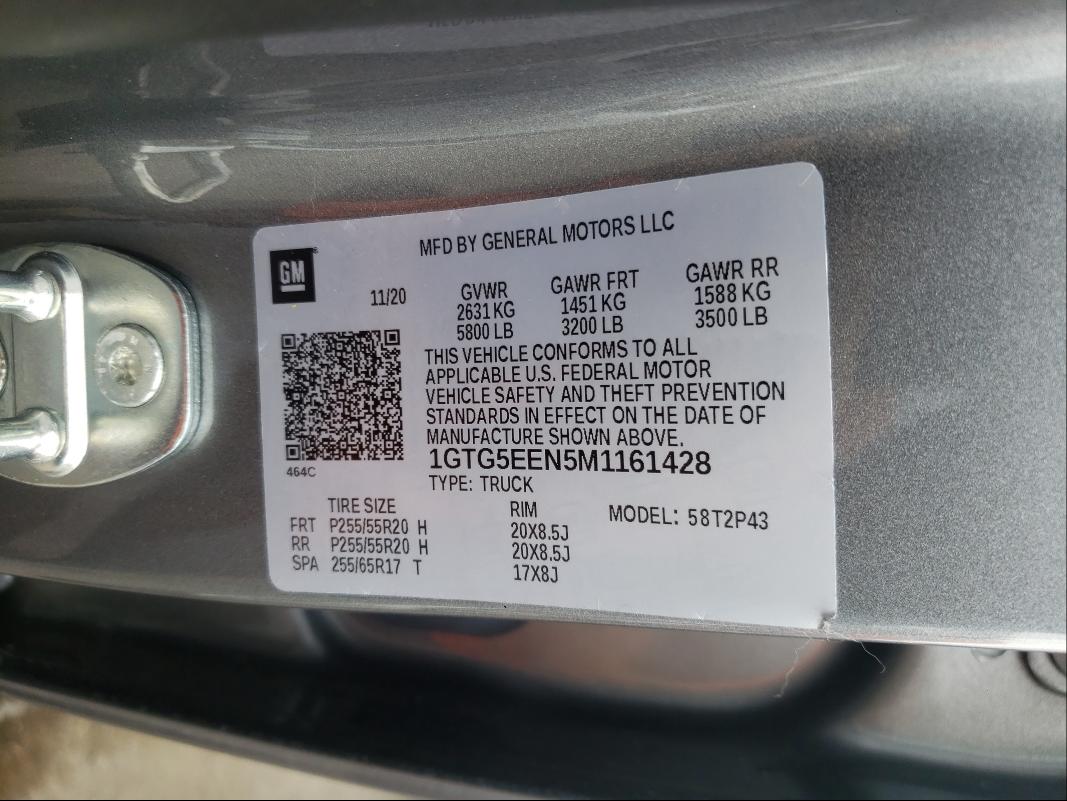 MFD BY GENERAL MOTORS LLC
GM
11/20
GVWR GAWR FRT GAWR RR
2631 KG 1451 KG 1588 KG
5800 LB 3200 LB 3500 LB
THIS VEHICLE CONFORMS TO ALL
APPLICABLE U.S. FEDERAL MOTOR
VEHICLE SAFETY AND THEFT PREVENTION
STANDARDS IN EFFECT ON THE DATE OF
MANUFACTURE SHOWN ABOVE.
464C
1GTG5EEN5M1161428
TYPE: TRUCK
TIRE SIZE RIM MODEL: 58T2P43
FRT P255/55R20 H 20X8.5J
RR P255/55R20 H 20X8.5J
SPA 255/65R17 T 17X8J